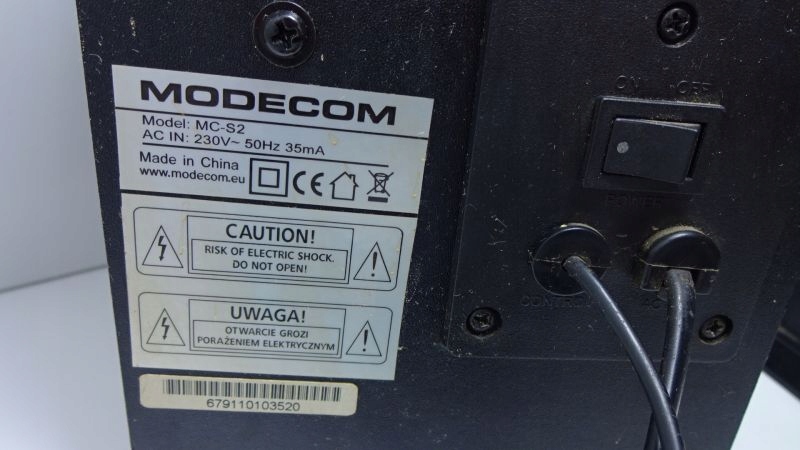 MODECOM
Model: MC-S2
AC IN: 230V~ 50Hz 35mA
Made in China
www.modecom.eu
CE
CAUTION!
RISK OF ELECTRIC SHOCK.
DO NOT OPEN!
UWAGA!
OTWARCIE GROZI
PORAŻENIEM ELEKTRYCZNYM
679110103520
ON OFF
POWER